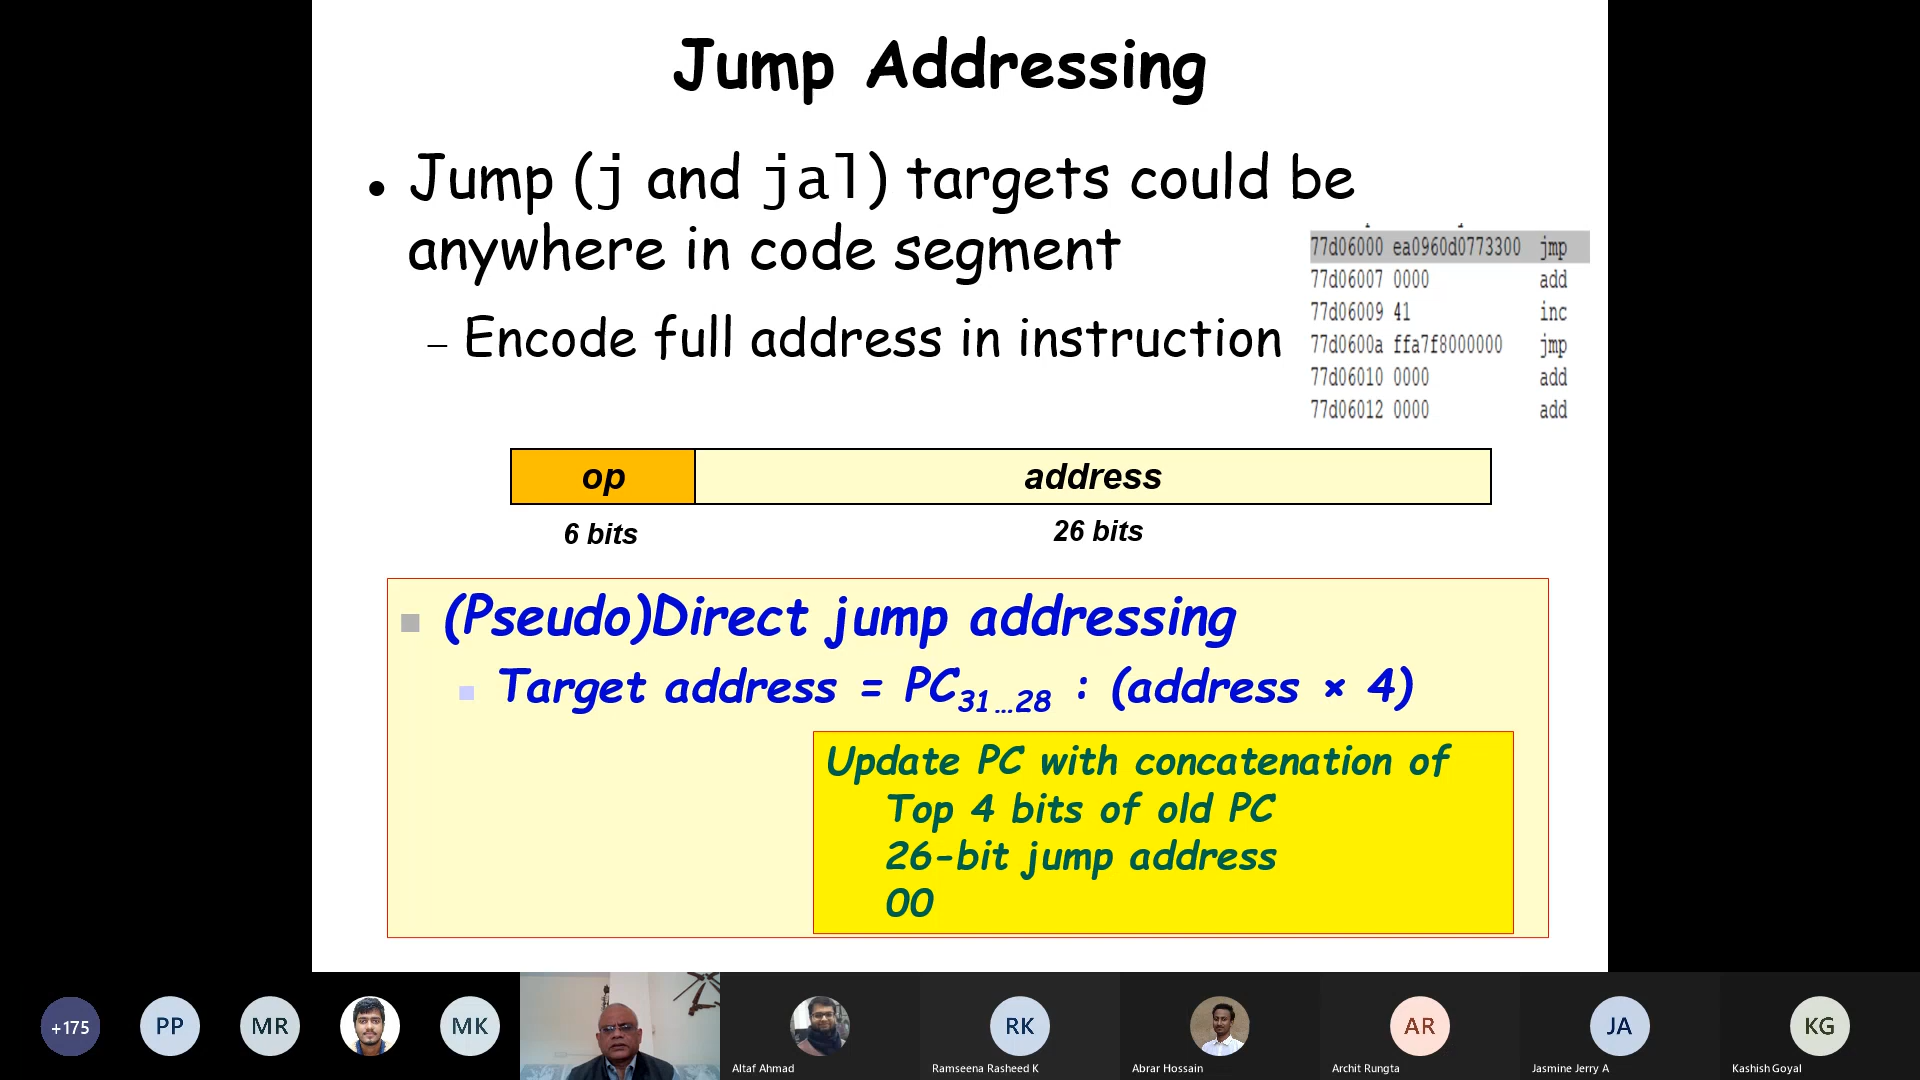 Jump Addressing
• Jump (j and jal) targets could be
anywhere in code segment
– Encode full address in instruction
77d06000 ea0960d0773300 jmp
77d06007 0000 add
77d06009 41 inc
77d0600a ffa7f8000000 jmp
77d06010 0000 add
77d06012 0000 add
op address
6 bits 26 bits
(Pseudo)Direct jump addressing
Target address = PC31…28 : (address × 4)
Update PC with concatenation of
Top 4 bits of old PC
26-bit jump address
00
+175 PP MR MK RK AR JA KG
Altaf Ahmad Ramseena Rasheed K Abrar Hossain Archit Rungta Jasmine Jerry A Kashish Goyal